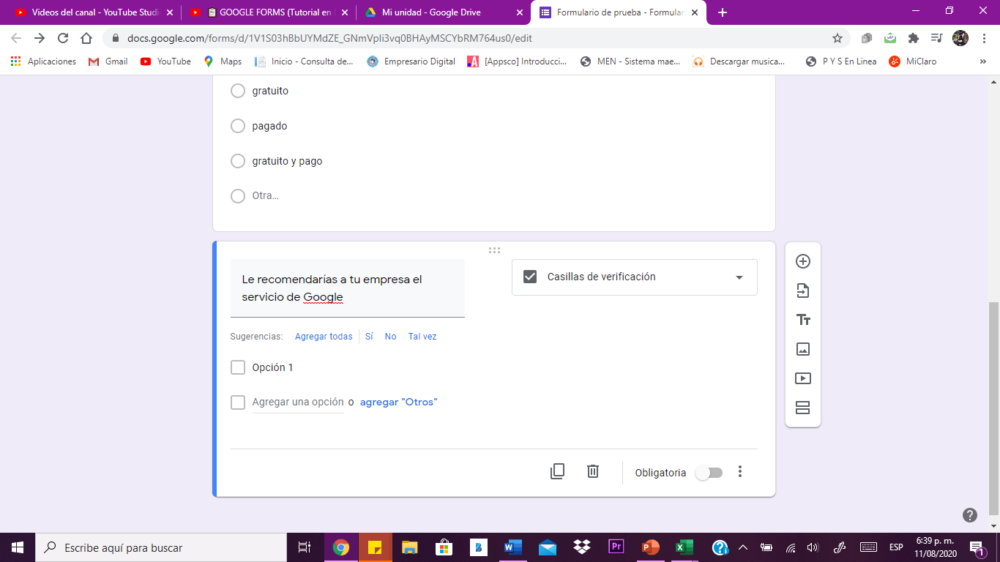 Videos del canal - YouTube Studi
GOOGLE FORMS (Tutorial en
Mi unidad - Google Drive
Formulario de prueba - Formular
docs.google.com/forms/d/1V1S03hBbUYMdZE_GNmVpIi3vq0BHAyMSCYbRM764us0/edit
Aplicaciones
Gmail
YouTube
Maps
Inicio - Consulta de...
Empresario Digital
[Appsco] Introducci...
MEN - Sistema mae...
Descargar musica...
P Y S En Linea
MiClaro
»
gratuito
pagado
gratuito y pago
Otra...
Le recomendarías a tu empresa el
servicio de Google
Casillas de verificación
Sugerencias: Agregar todas Sí No Tal vez
Opción 1
Agregar una opción o agregar "Otros"
Obligatoria
Escribe aquí para buscar
ESP
6:39 p. m.
11/08/2020
1